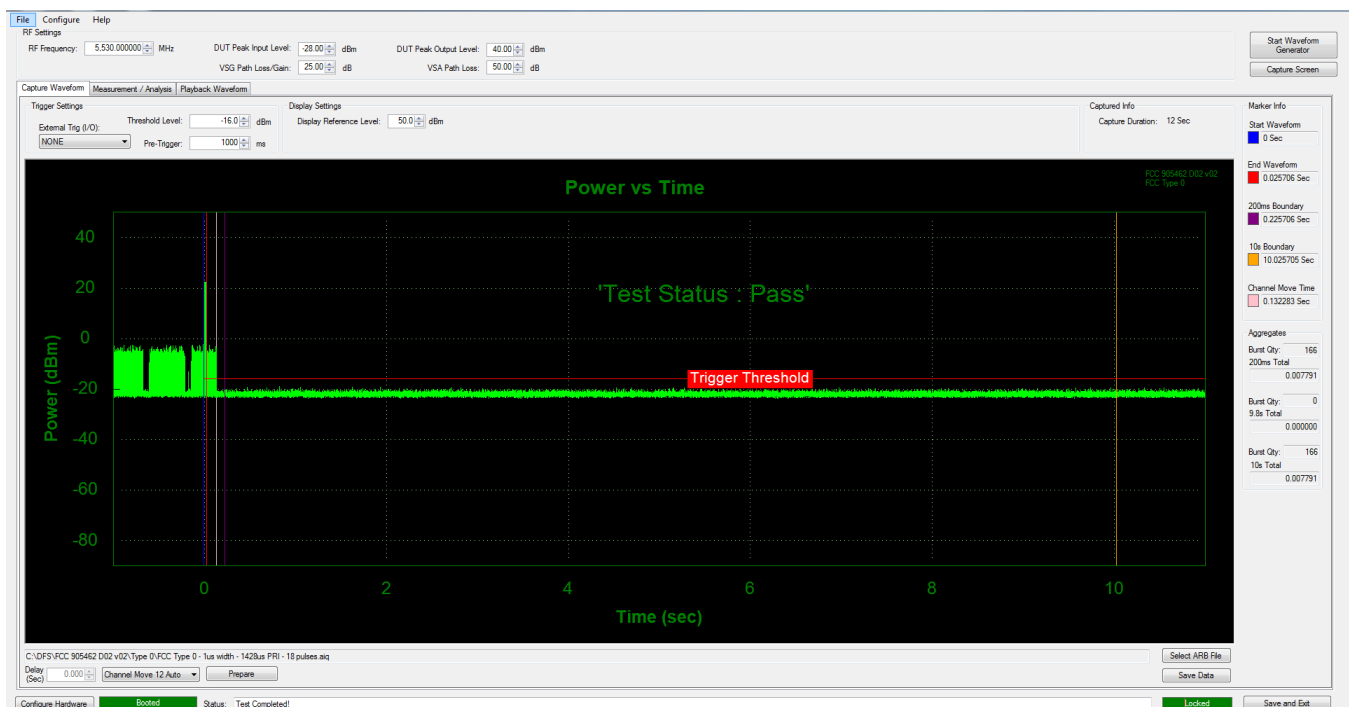 File Configure Help
RF Settings
RF Frequency: 5,530.000000 MHz DUT Peak Input Level: -28.00 dBm DUT Peak Output Level: 40.00 dBm
VSG Path Loss/Gain: 25.00 dB VSA Path Loss: 50.00 dB
Start Waveform Generator
Capture Screen
Capture Waveform Measurement / Analysis Playback Waveform
Trigger Settings
External Trig (I/O):
NONE
Threshold Level: -16.0 dBm
Pre-Trigger: 1000 ms
Display Settings
Display Reference Level: 50.0 dBm
Captured Info
Capture Duration: 12 Sec
Power vs Time
FCC 905462 D02 v02
FCC Type 0
'Test Status : Pass'
Trigger Threshold
Power (dBm)
40
20
0
-20
-40
-60
-80
0 2 4 6 8 10
Time (sec)
Marker Info
Start Waveform
0 Sec
End Waveform
0.025706 Sec
200ms Boundary
0.225706 Sec
10s Boundary
10.025705 Sec
Channel Move Time
0.132283 Sec
Aggregates
Burst Qty: 166
200ms Total
0.007791
Burst Qty: 0
9.8s Total
0.000000
Burst Qty: 166
10s Total
0.007791
C:\DFS\FCC 905462 D02 v02\Type 0\FCC Type 0 - 1us width - 1428us PRI - 18 pulses.aiq
Select ARB File
Delay (Sec) 0.000 Channel Move 12 Auto Prepare
Save Data
Configure Hardware Booted Status: Test Completed! Locked Save and Exit